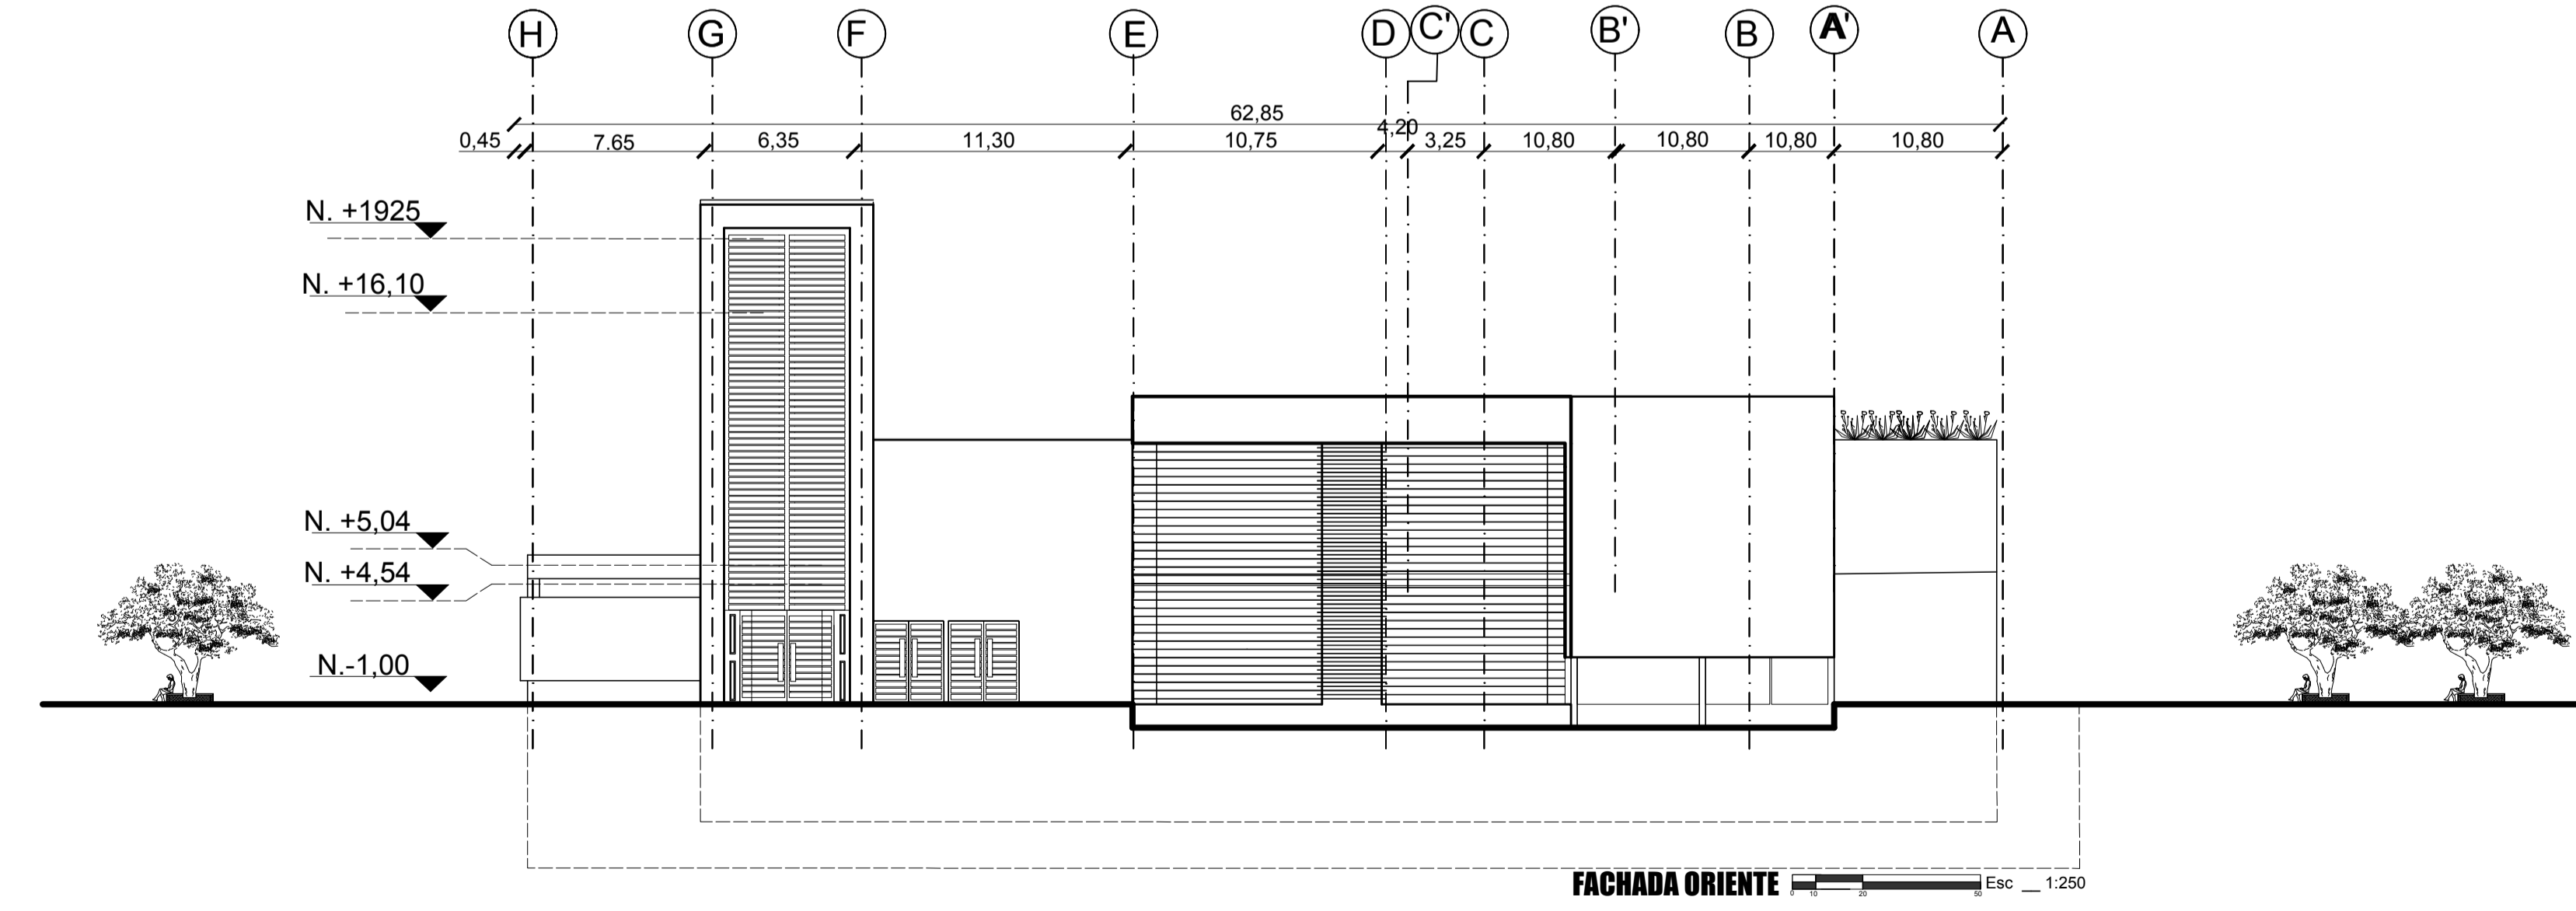 H G F E D C' C B' B A' A
62,85
0,45 7.65 6,35 11,30 10,75 4,20 3,25 10,80 10,80 10,80 10,80
N. +1925
N. +16,10
N. +5,04
N. +4,54
N.-1,00
FACHADA ORIENTE
0 10 20 50
Esc __ 1:250